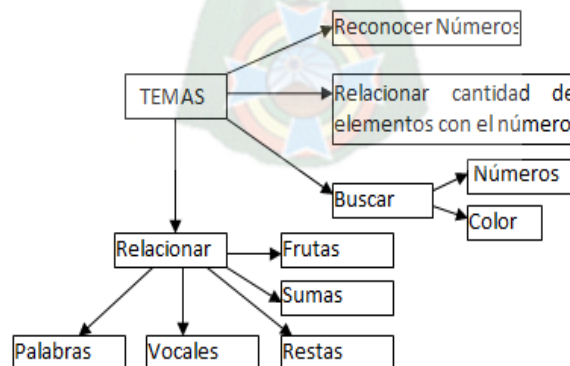 Reconocer Números
TEMAS
Relacionar cantidad de
elementos con el número
Números
Buscar
Color
Relacionar
Frutas
Sumas
Palabras
Vocales
Restas